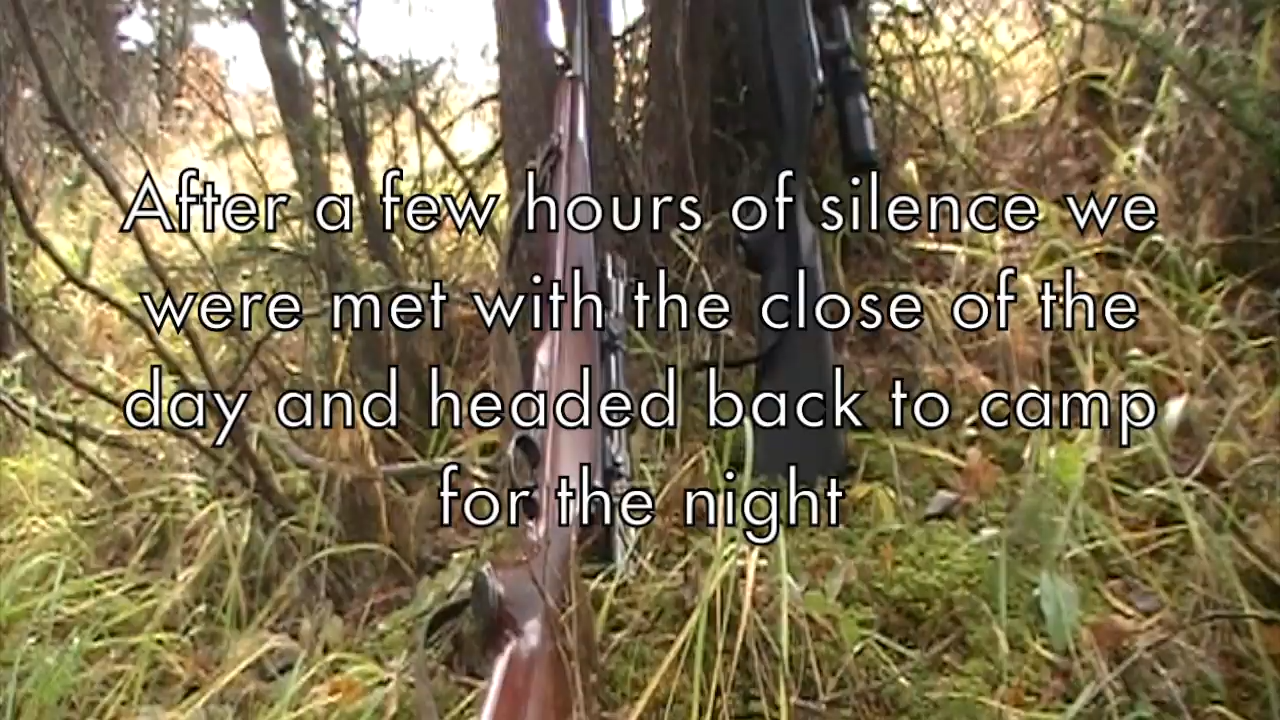 After a few hours of silence we
were met with the close of the
day and headed back to camp
for the night